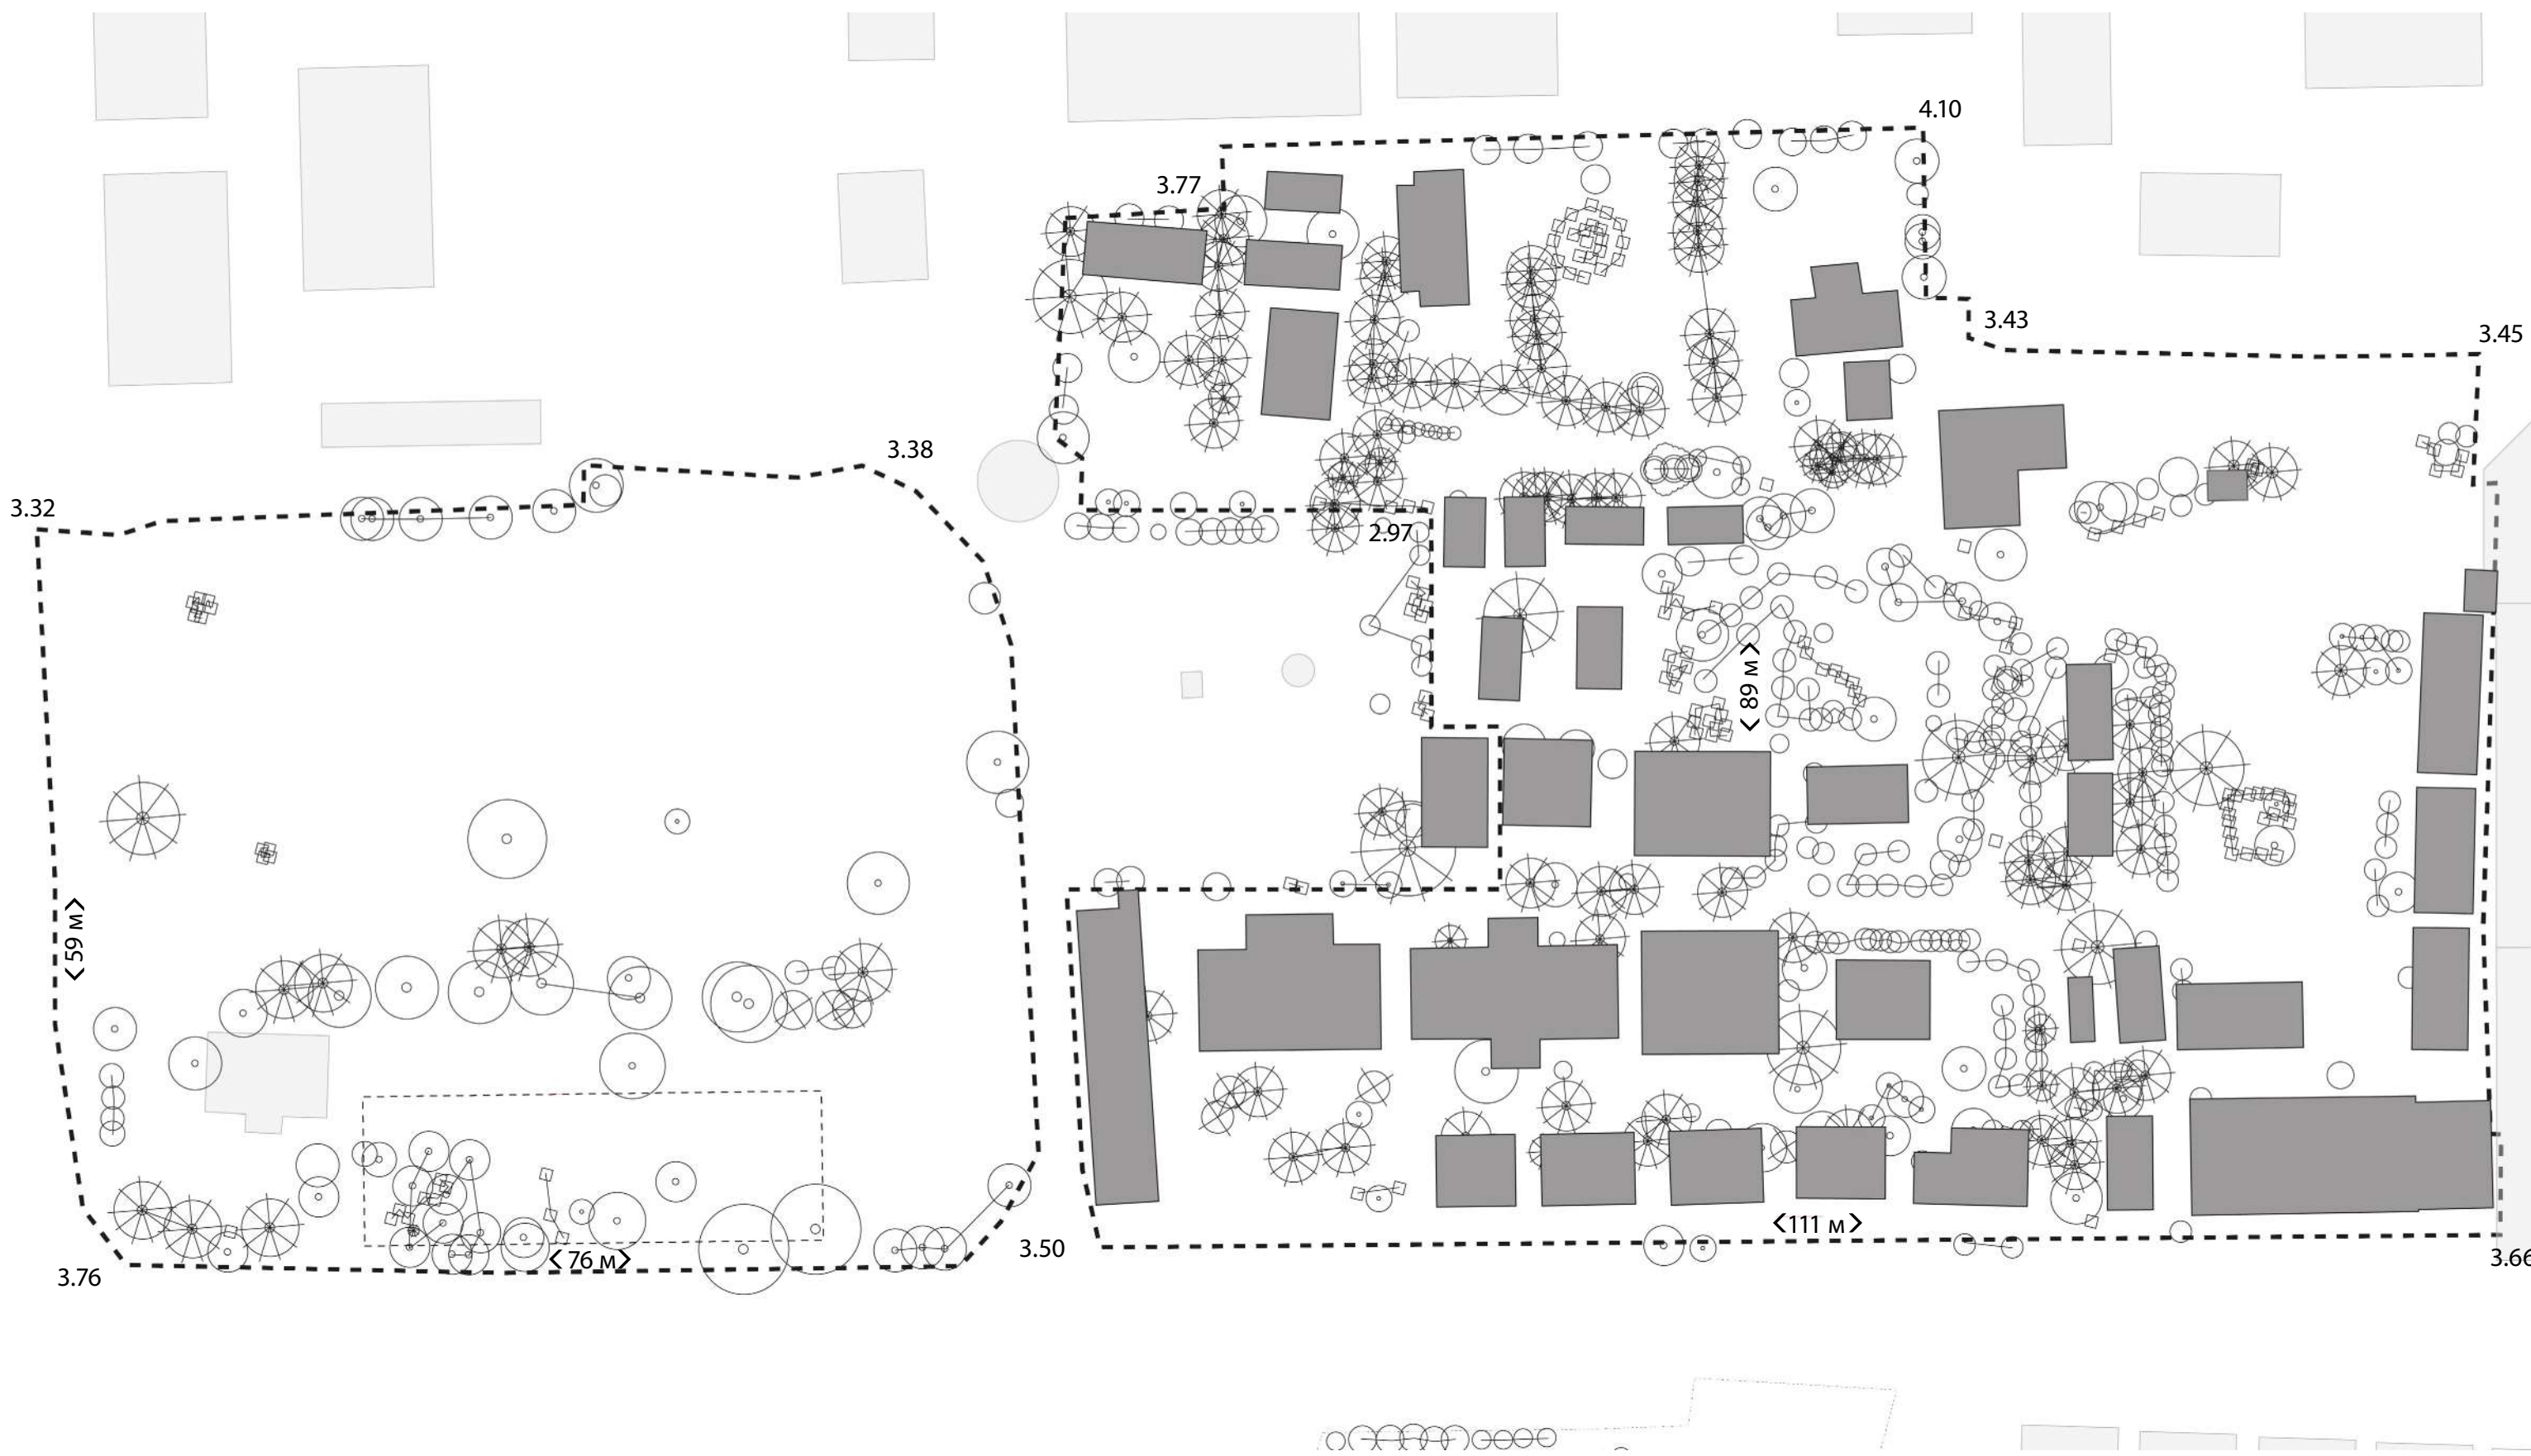 4.10
3.77
3.43
3.45
3.38
3.32
2.97
< 89 м >
< 59 м >
< 111 м >
3.50
< 76 м >
3.76
3.66